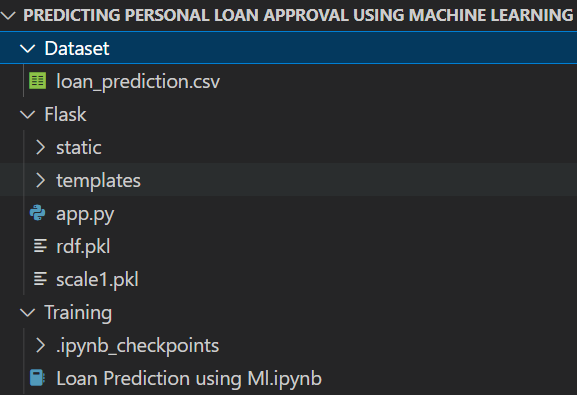 PREDICTING PERSONAL LOAN APPROVAL USING MACHINE LEARNING
Dataset
loan_prediction.csv
Flask
static
templates
app.py
rdf.pkl
scale1.pkl
Training
.ipynb_checkpoints
Loan Prediction using Ml.ipynb